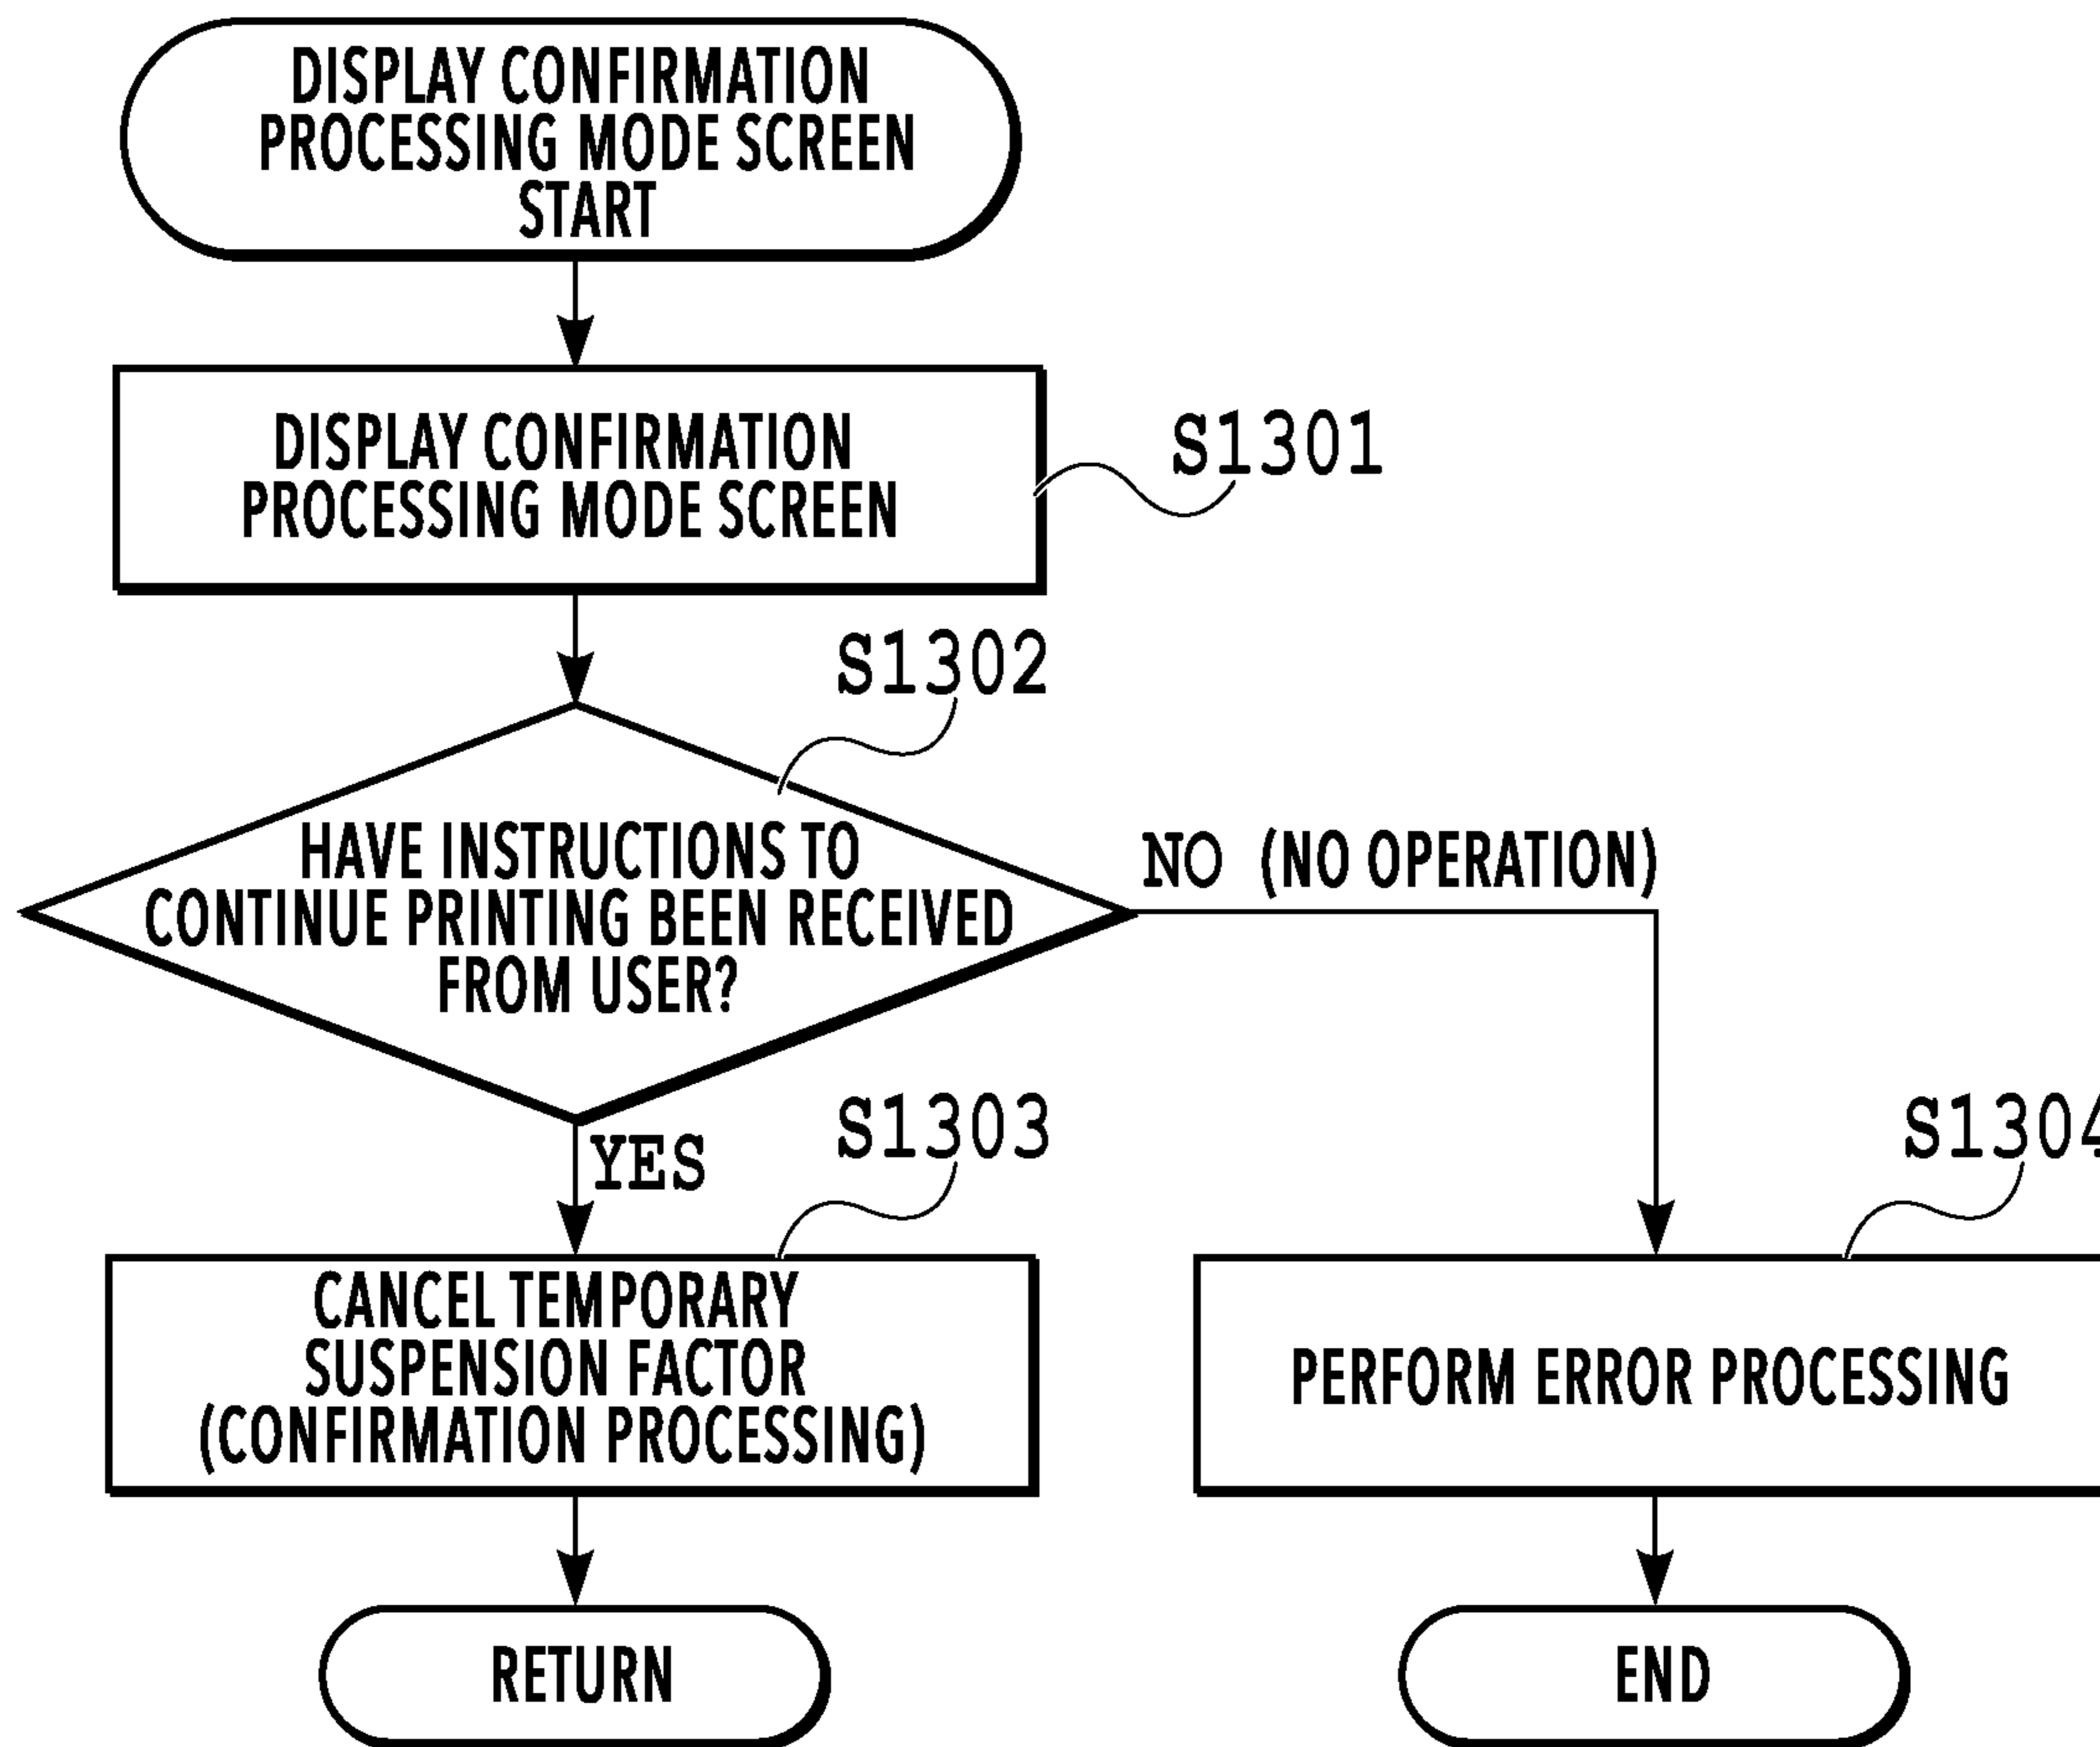 DISPLAY CONFIRMATION
PROCESSING MODE SCREEN
START
DISPLAY CONFIRMATION
PROCESSING MODE SCREEN
S1301
S1302
HAVE INSTRUCTIONS TO
CONTINUE PRINTING BEEN RECEIVED
FROM USER?
NO (NO OPERATION)
YES
S1303
S1304
CANCEL TEMPORARY
SUSPENSION FACTOR
(CONFIRMATION PROCESSING)
PERFORM ERROR PROCESSING
RETURN
END